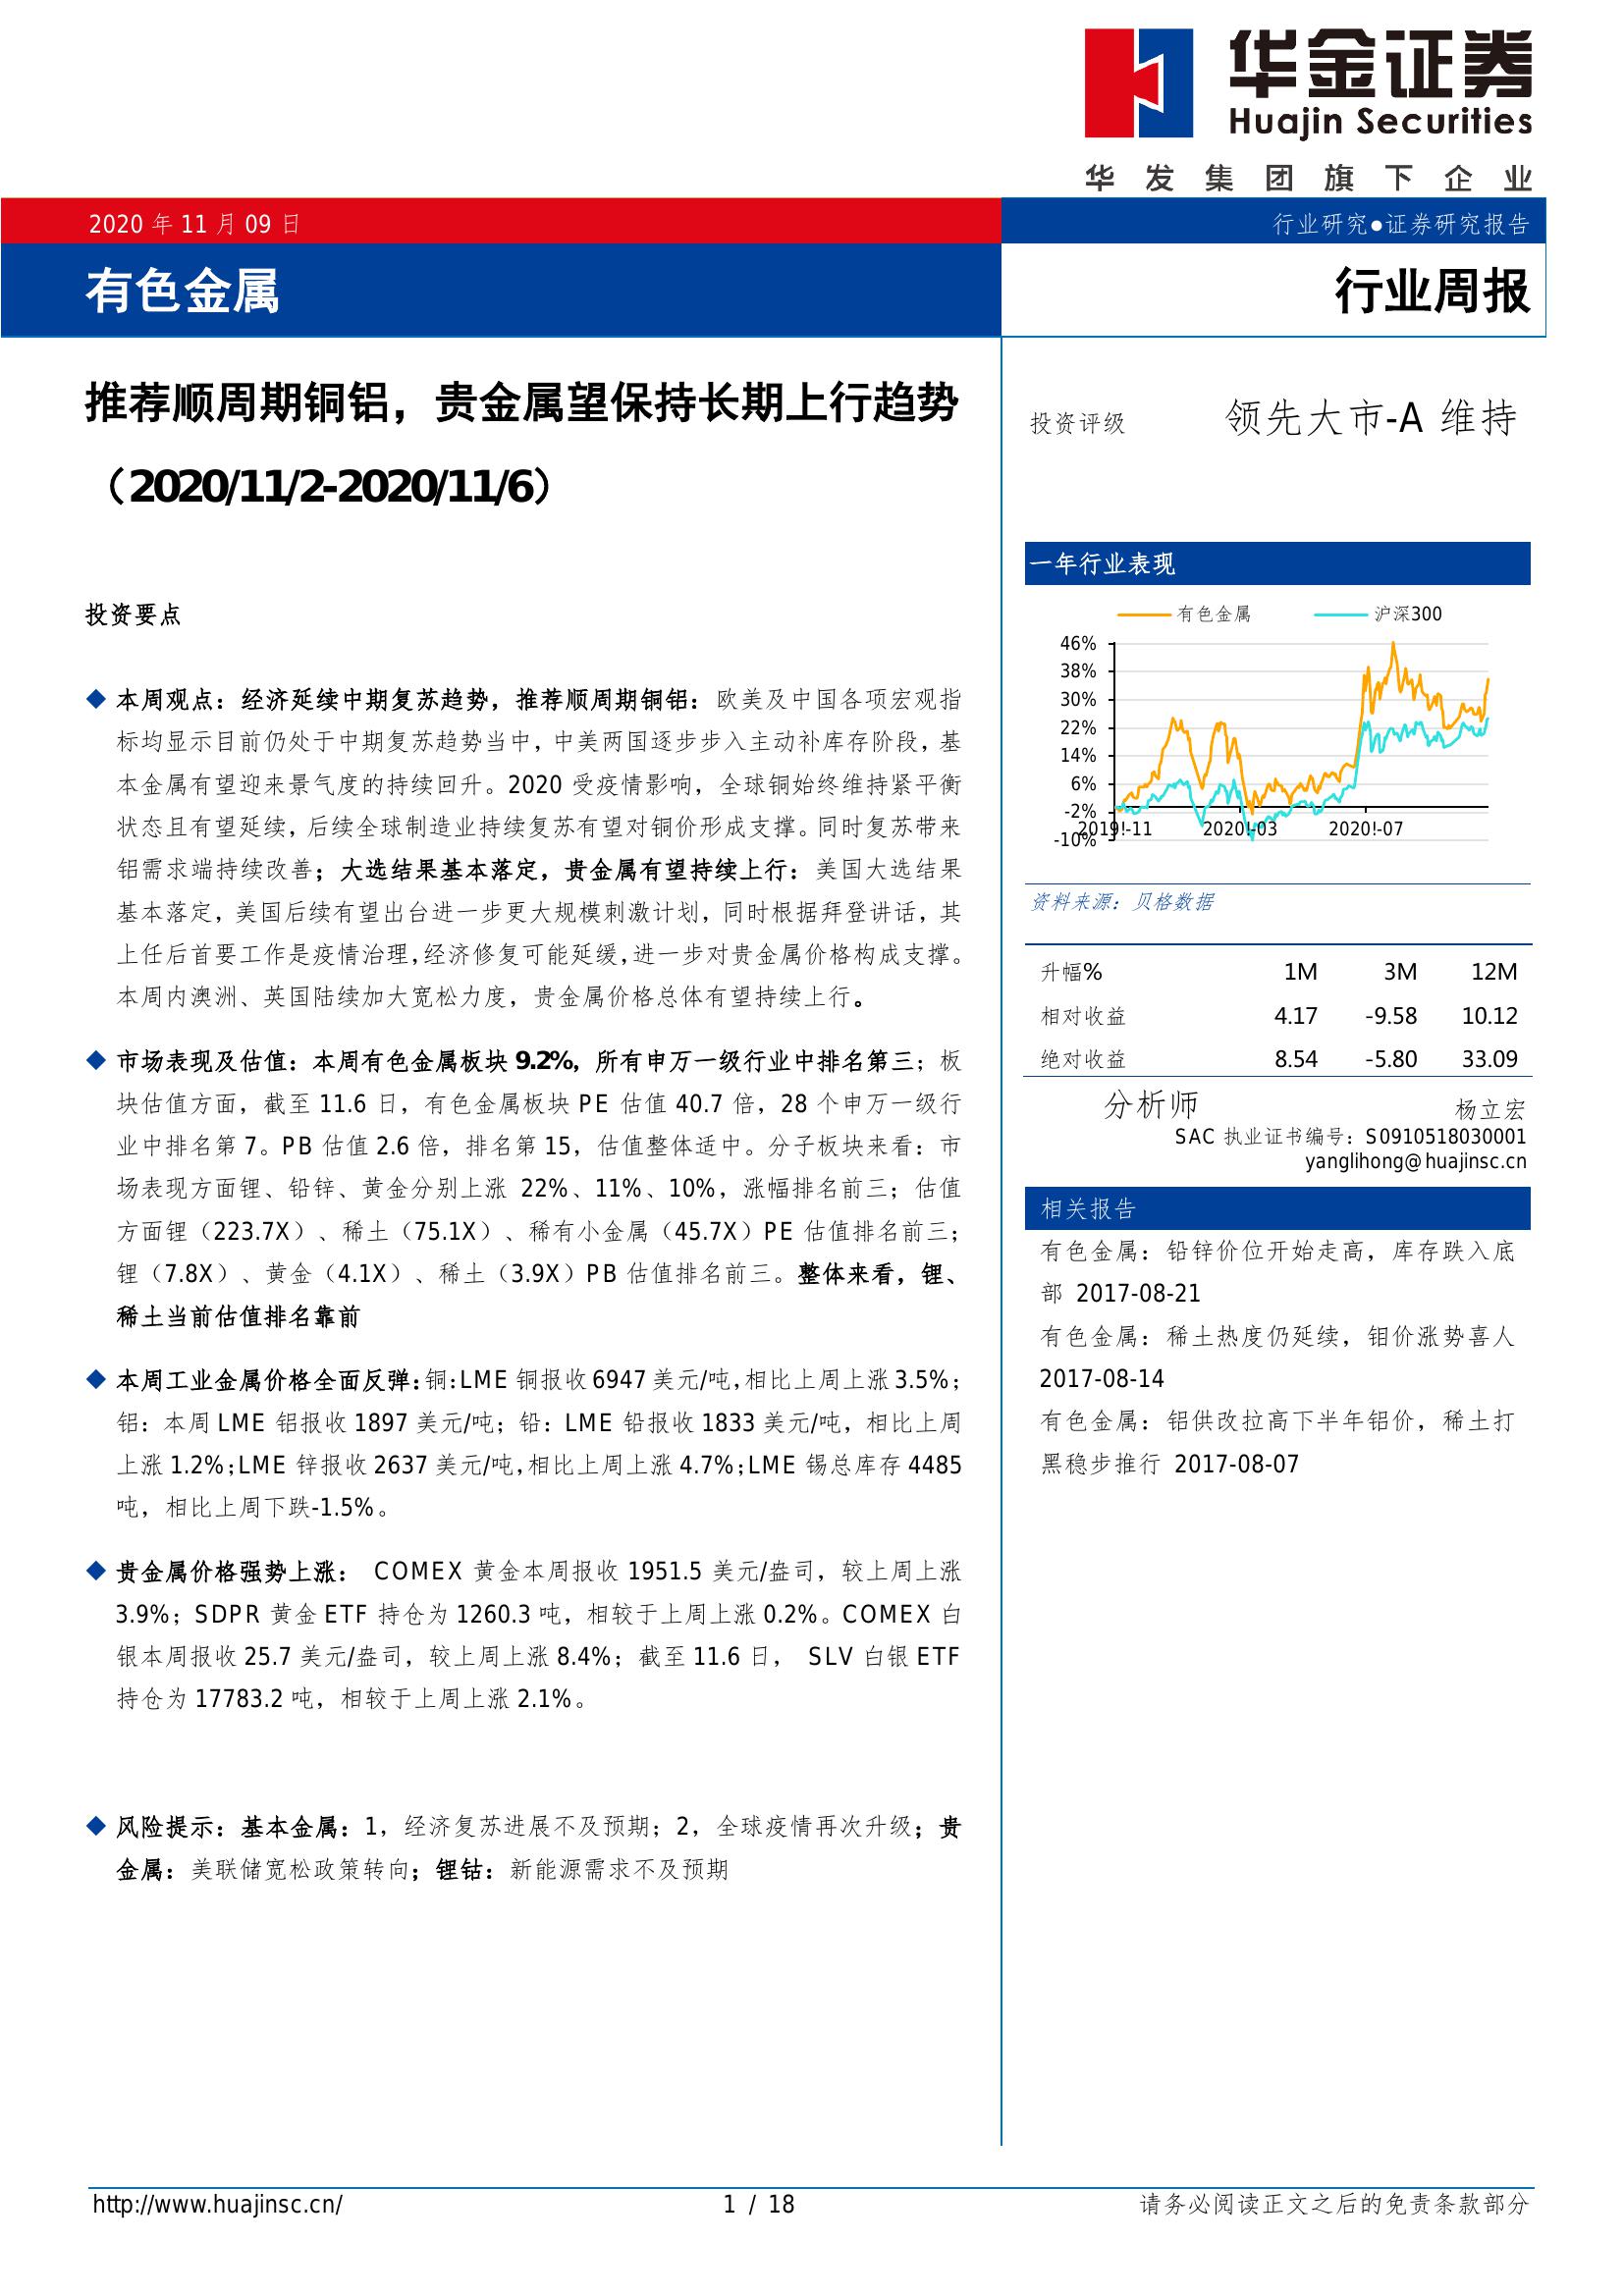 华金证券
Huajin Securities
华发集团旗下企业
2020 年 11 月 09 日
行业研究●证券研究报告
有色金属
行业周报
推荐顺周期铜铝，贵金属望保持长期上行趋势
（2020/11/2-2020/11/6）
投资要点
◆ 本周观点：经济延续中期复苏趋势，推荐顺周期铜铝：欧美及中国各项宏观指
标均显示目前仍处于中期复苏趋势当中，中美两国逐步步入主动补库存阶段，基
本金属有望迎来景气度的持续回升。2020 受疫情影响，全球铜始终维持紧平衡
状态且有望延续，后续全球制造业持续复苏有望对铜价形成支撑。同时复苏带来
铝需求端持续改善；大选结果基本落定，贵金属有望持续上行：美国大选结果
基本落定，美国后续有望出台进一步更大规模刺激计划，同时根据拜登讲话，其
上任后首要工作是疫情治理，经济修复可能延缓，进一步对贵金属价格构成支撑。
本周内澳洲、英国陆续加大宽松力度，贵金属价格总体有望持续上行。
◆ 市场表现及估值：本周有色金属板块 9.2%，所有申万一级行业中排名第三；板
块估值方面，截至 11.6 日，有色金属板块 PE 估值 40.7 倍，28 个申万一级行
业中排名第 7。PB 估值 2.6 倍，排名第 15，估值整体适中。分子板块来看：市
场表现方面锂、铅锌、黄金分别上涨 22%、11%、10%，涨幅排名前三；估值
方面锂（223.7X）、稀土（75.1X）、稀有小金属（45.7X）PE 估值排名前三；
锂（7.8X）、黄金（4.1X）、稀土（3.9X）PB 估值排名前三。整体来看，锂、
稀土当前估值排名靠前
◆ 本周工业金属价格全面反弹：铜：LME 铜报收 6947 美元/吨，相比上周上涨 3.5%；
铝：本周 LME 铝报收 1897 美元/吨；铅：LME 铅报收 1833 美元/吨，相比上周
上涨 1.2%；LME 锌报收 2637 美元/吨，相比上周上涨 4.7%；LME 锡总库存 4485
吨，相比上周下跌-1.5%。
◆ 贵金属价格强势上涨： COMEX 黄金本周报收 1951.5 美元/盎司，较上周上涨
3.9%；SDPR 黄金 ETF 持仓为 1260.3 吨，相较于上周上涨 0.2%。COMEX 白
银本周报收 25.7 美元/盎司，较上周上涨 8.4%；截至 11.6 日， SLV 白银 ETF
持仓为 17783.2 吨，相较于上周上涨 2.1%。
◆ 风险提示：基本金属：1，经济复苏进展不及预期；2，全球疫情再次升级；贵
金属：美联储宽松政策转向；锂钴：新能源需求不及预期
投资评级 领先大市-A 维持
一年行业表现
有色金属 沪深300
46%
38%
30%
22%
14%
6%
-2%
-10%
2019!-11 2020!-03 2020!-07
资料来源：贝格数据
升幅% 1M 3M 12M
相对收益 4.17 -9.58 10.12
绝对收益 8.54 -5.80 33.09
分析师 杨立宏
SAC 执业证书编号：S0910518030001
yanglihong@huajinsc.cn
相关报告
有色金属：铅锌价位开始走高，库存跌入底
部 2017-08-21
有色金属：稀土热度仍延续，钼价涨势喜人
2017-08-14
有色金属：铝供改拉高下半年铝价，稀土打
黑稳步推行 2017-08-07
http://www.huajinsc.cn/ 1 / 18 请务必阅读正文之后的免责条款部分